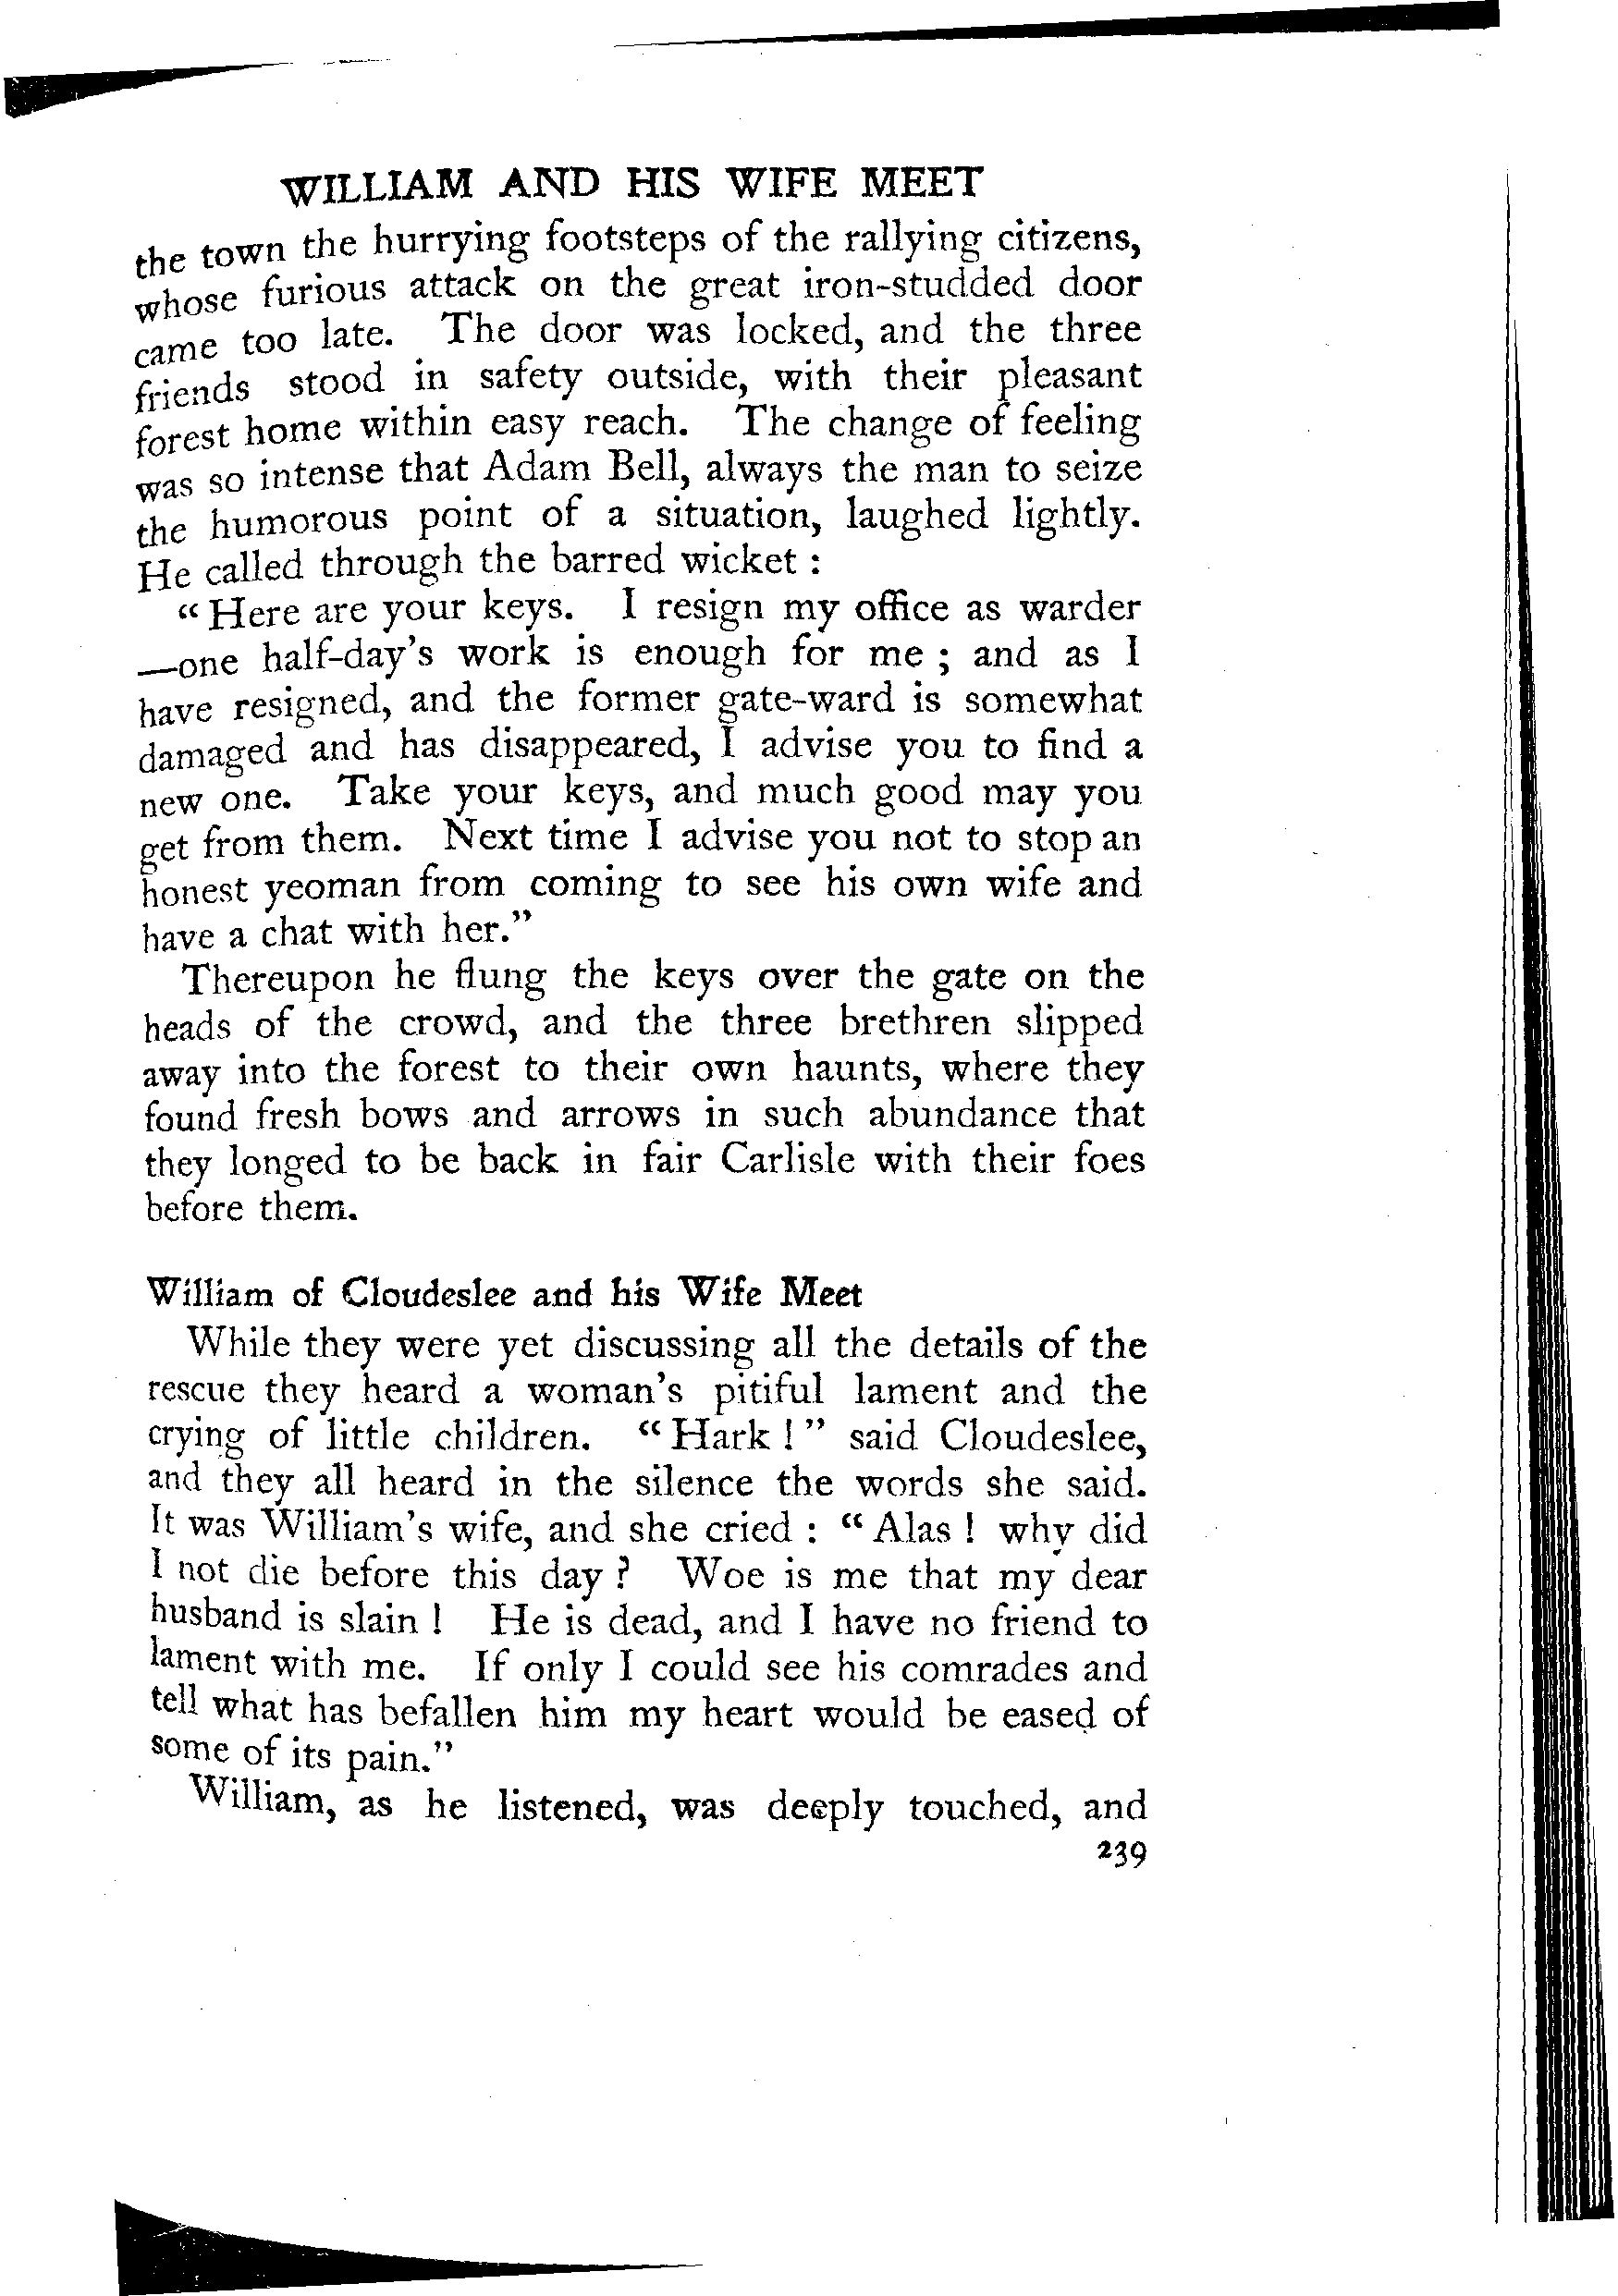 WILLIAM AND HIS WIFE MEET
the town the hurrying footsteps of the rallying citizens,
whose furious attack on the great iron-studded door
came too late. The door was locked, and the three
friends stood in safety outside, with their pleasant
forest home within easy reach. The change of feeling
was so intense that Adam Bell, always the man to seize
the humorous point of a situation, laughed lightly.
He called through the barred wicket :
“ Here are your keys. I resign my office as warder
—one half-day’s work is enough for me ; and as I
have resigned, and the former gate-ward is somewhat
damaged and has disappeared, I advise you to find a
new one. Take your keys, and much good may you
get from them. Next time I advise you not to stop an
honest yeoman from coming to see his own wife and
have a chat with her.”
Thereupon he flung the keys over the gate on the
heads of the crowd, and the three brethren slipped
away into the forest to their own haunts, where they
found fresh bows and arrows in such abundance that
they longed to be back in fair Carlisle with their foes
before them.
William of Cloudeslee and his Wife Meet
While they were yet discussing all the details of the
rescue they heard a woman’s pitiful lament and the
crying of little children. “ Hark ! ” said Cloudeslee,
and they all heard in the silence the words she said.
It was William’s wife, and she cried : “ Alas ! why did
I not die before this day ? Woe is me that my dear
husband is slain ! He is dead, and I have no friend to
lament with me. If only I could see his comrades and
tell what has befallen him my heart would be eased of
some of its pain.”
William, as he listened, was deeply touched, and
239